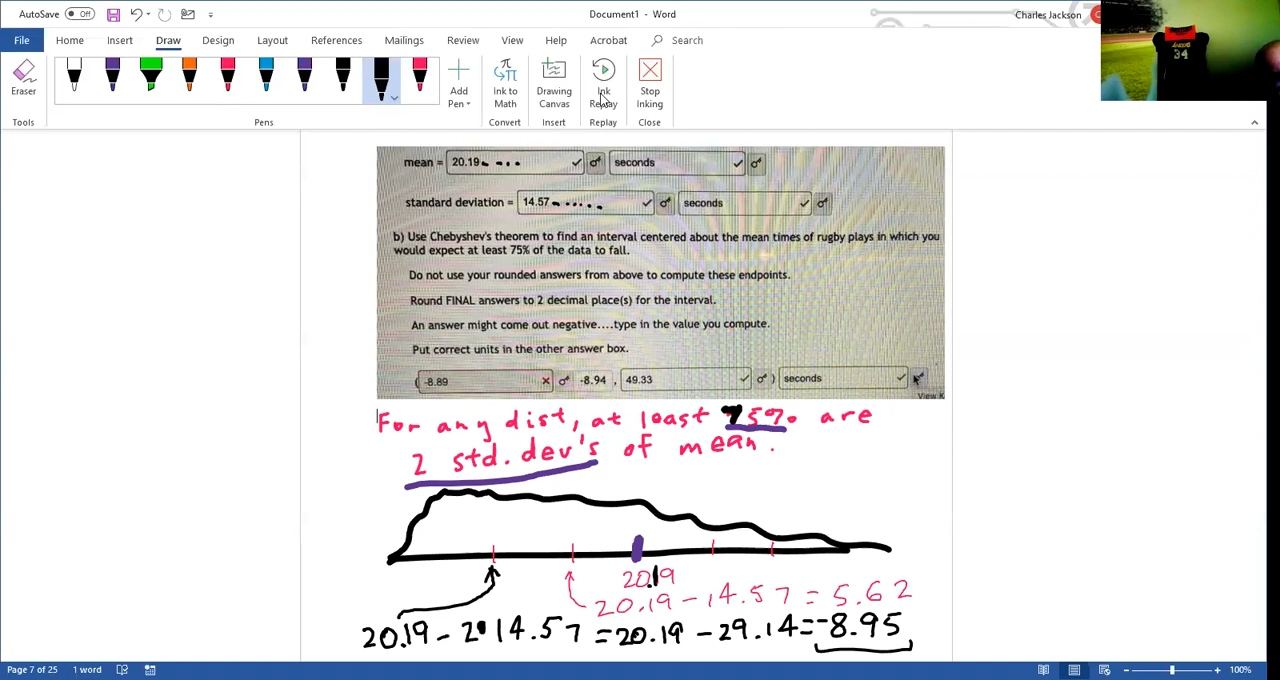 AutoSave Off
Document1 - Word
Charles Jackson
File Home Insert Draw Design Layout References Mailings Review View Help Acrobat Search
34
Eraser
Add Pen
Ink to Math
Drawing Canvas
Ink Replay
Stop Inking
Tools Pens Convert Insert Replay Close
mean = 20.19 seconds
standard deviation = 14.57 seconds
b) Use Chebyshev's theorem to find an interval centered about the mean times of rugby plays in which you
would expect at least 75% of the data to fall.
Do not use your rounded answers from above to compute these endpoints.
Round FINAL answers to 2 decimal place(s) for the interval.
An answer might come out negative....type in the value you compute.
Put correct units in the other answer box.
( -8.89 -8.94 , 49.33 ) seconds
For any dist, at least 75% are
2 std. dev's of mean.
20.19
20.19 - 14.57 = 5.62
20.19 - 2•14.57 = 20.19 - 29.14 = -8.95
Page 7 of 25 1 word 100%